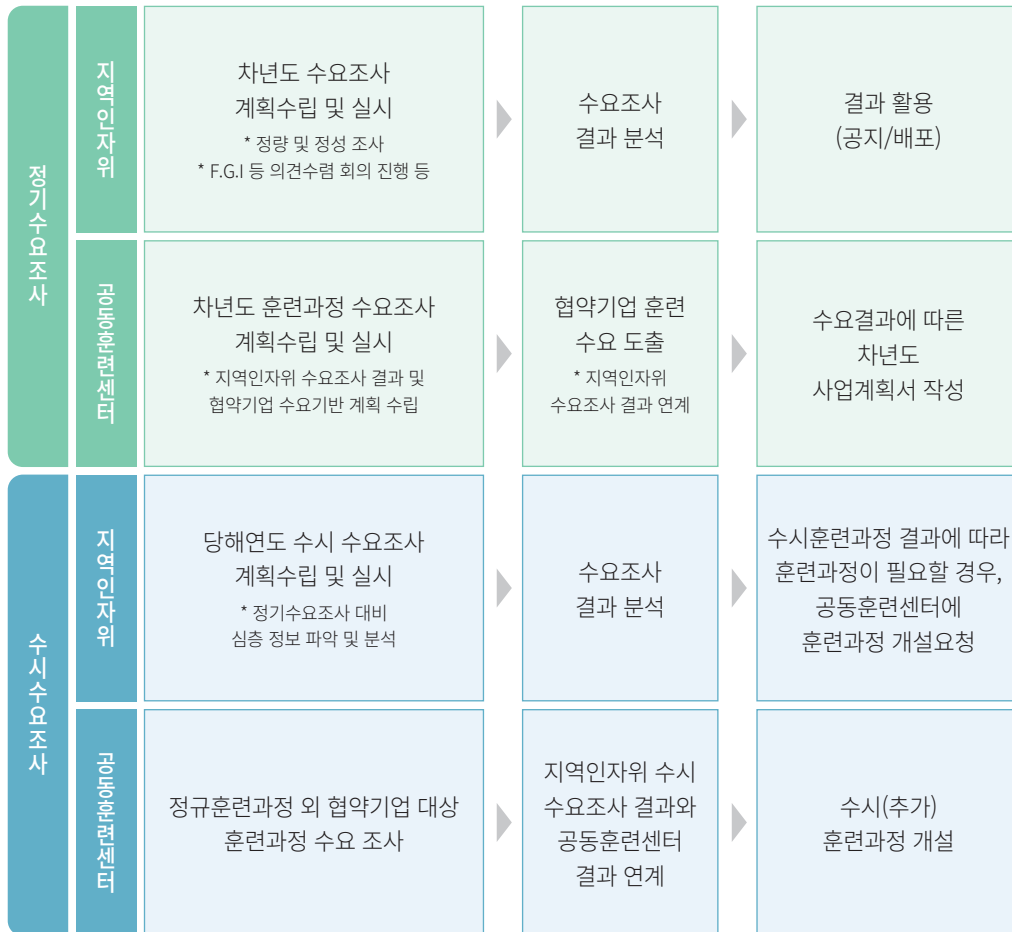 정기수요조사
지역인자위
차년도 수요조사
계획수립 및 실시
* 정량 및 정성 조사
* F.G.I 등 의견수렴 회의 진행 등
수요조사
결과 분석
결과 활용
(공지/배포)
공동훈련센터
차년도 훈련과정 수요조사
계획수립 및 실시
* 지역인자위 수요조사 결과 및
협약기업 수요기반 계획 수립
협약기업 훈련
수요 도출
* 지역인자위
수요조사 결과 연계
수요결과에 따른
차년도
사업계획서 작성
수시수요조사
지역인자위
당해연도 수시 수요조사
계획수립 및 실시
* 정기수요조사 대비
심층 정보 파악 및 분석
수요조사
결과 분석
수시훈련과정 결과에 따라
훈련과정이 필요할 경우,
공동훈련센터에
훈련과정 개설요청
공동훈련센터
정규훈련과정 외 협약기업 대상
훈련과정 수요 조사
지역인자위 수시
수요조사 결과와
공동훈련센터
결과 연계
수시(추가)
훈련과정 개설